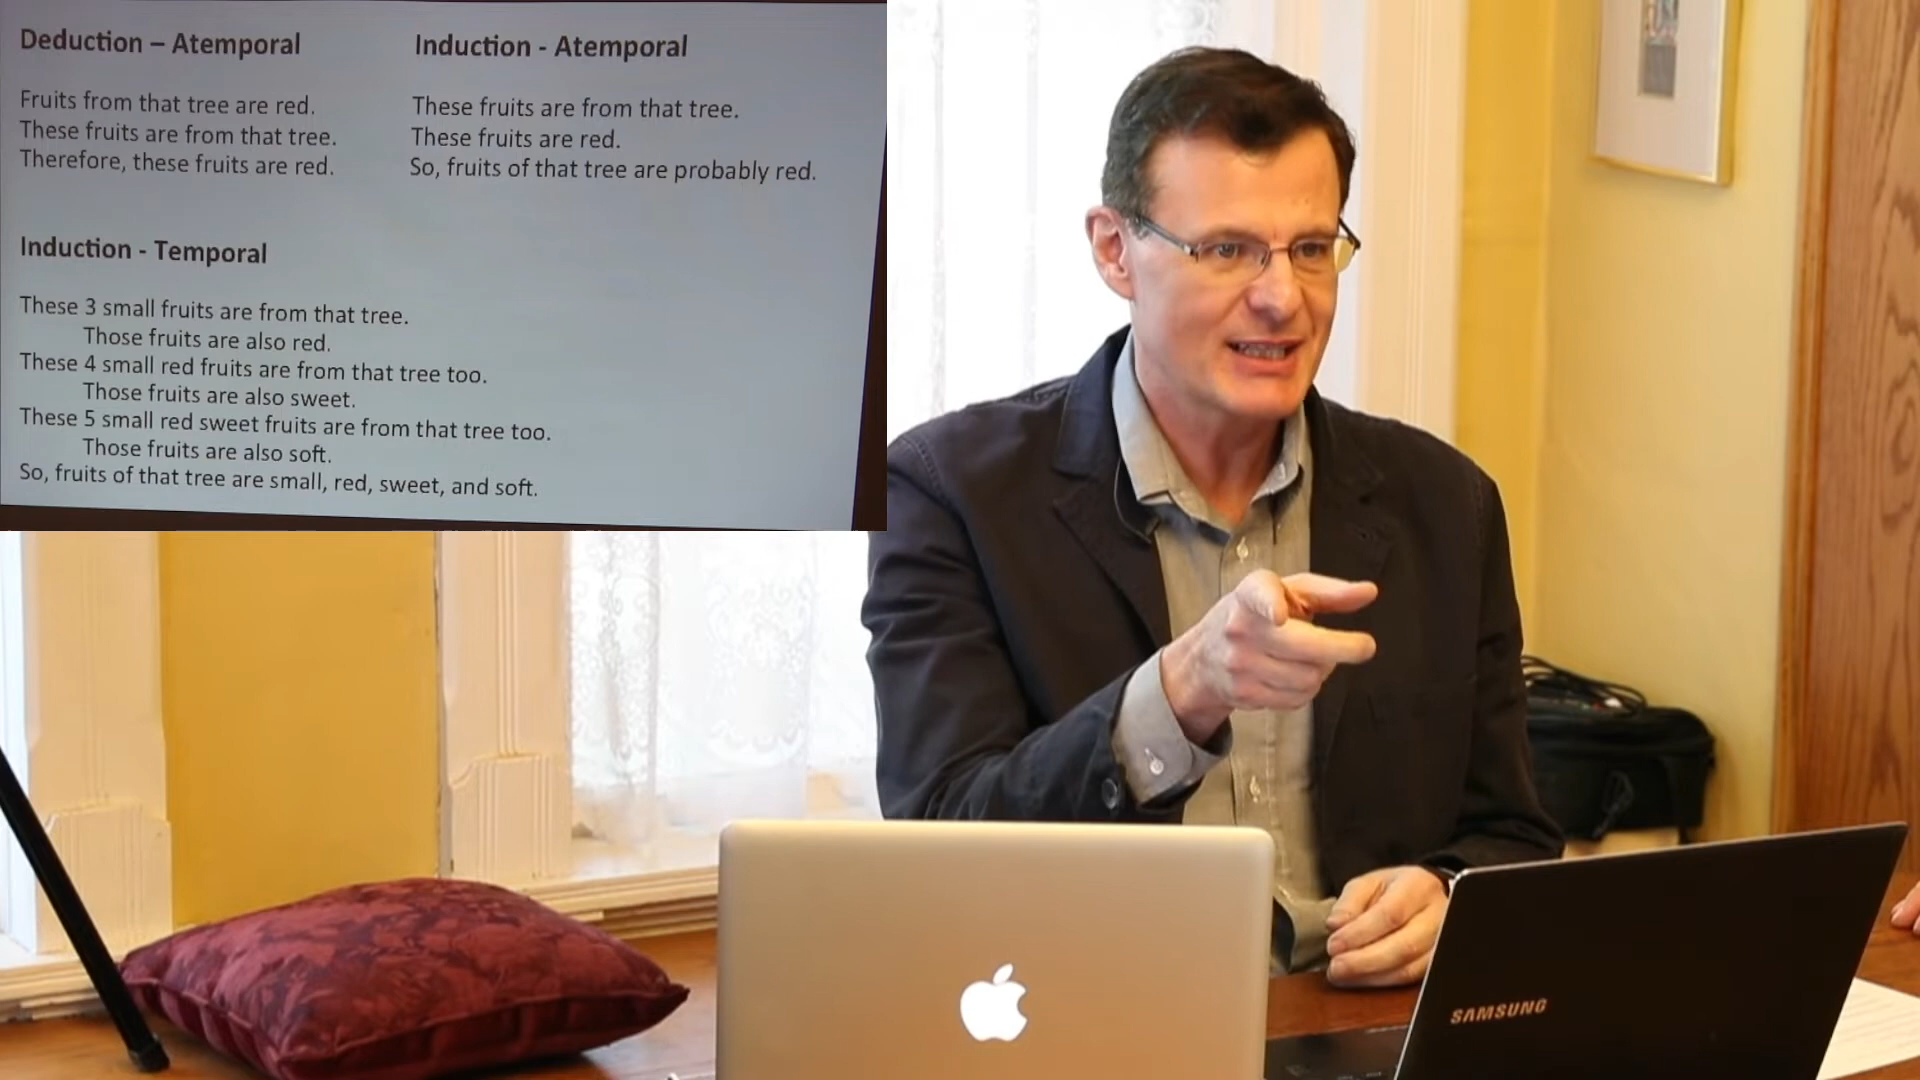 Deduction – Atemporal
Fruits from that tree are red.
These fruits are from that tree.
Therefore, these fruits are red.
Induction - Atemporal
These fruits are from that tree.
These fruits are red.
So, fruits of that tree are probably red.
Induction - Temporal
These 3 small fruits are from that tree.
Those fruits are also red.
These 4 small red fruits are from that tree too.
Those fruits are also sweet.
These 5 small red sweet fruits are from that tree too.
Those fruits are also soft.
So, fruits of that tree are small, red, sweet, and soft.
SAMSUNG